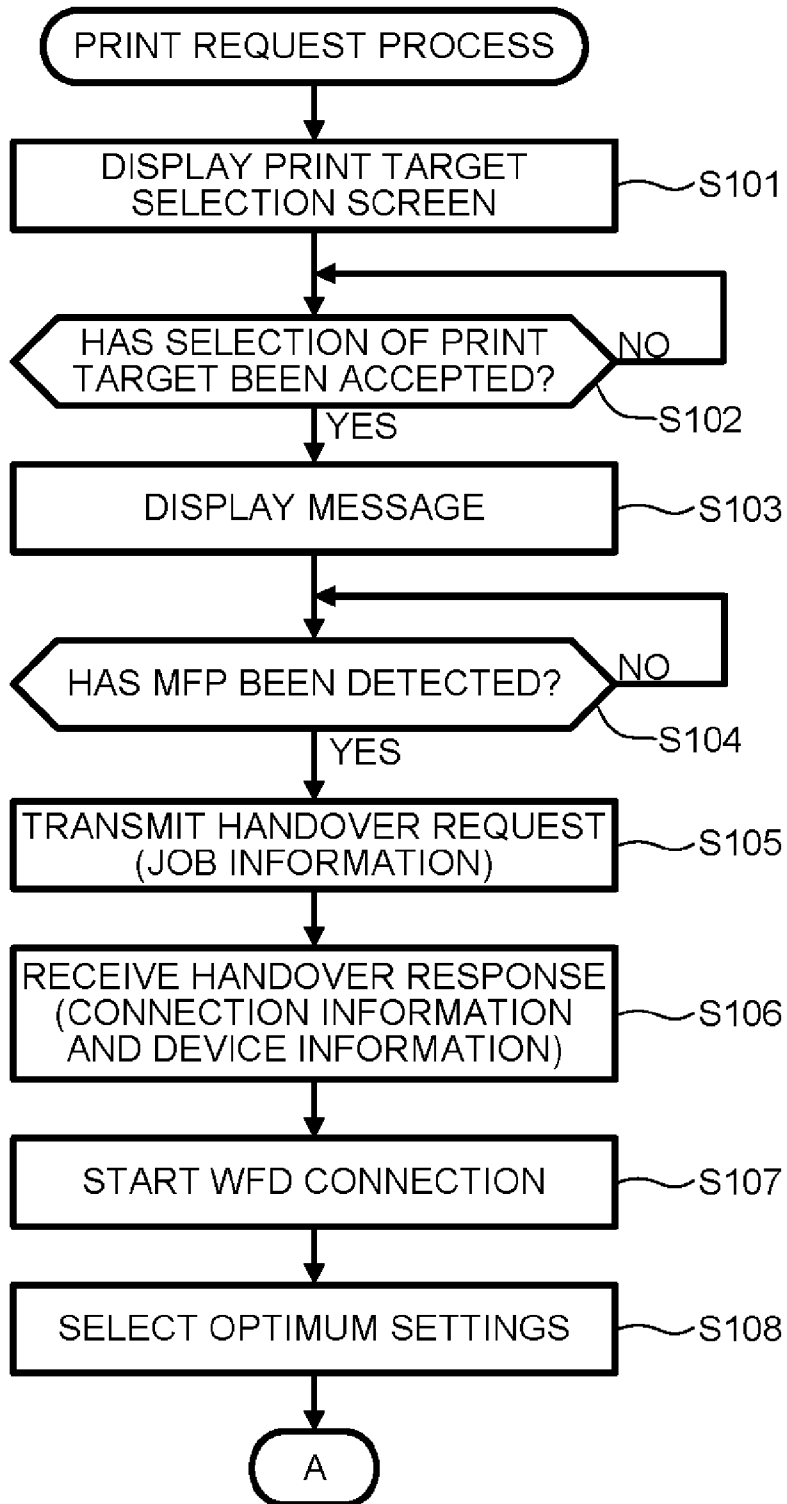 PRINT REQUEST PROCESS
DISPLAY PRINT TARGET
SELECTION SCREEN
S101
HAS SELECTION OF PRINT
TARGET BEEN ACCEPTED?
NO
S102
YES
DISPLAY MESSAGE
S103
HAS MFP BEEN DETECTED?
NO
S104
YES
TRANSMIT HANDOVER REQUEST
(JOB INFORMATION)
S105
RECEIVE HANDOVER RESPONSE
(CONNECTION INFORMATION
AND DEVICE INFORMATION)
S106
START WFD CONNECTION
S107
SELECT OPTIMUM SETTINGS
S108
A